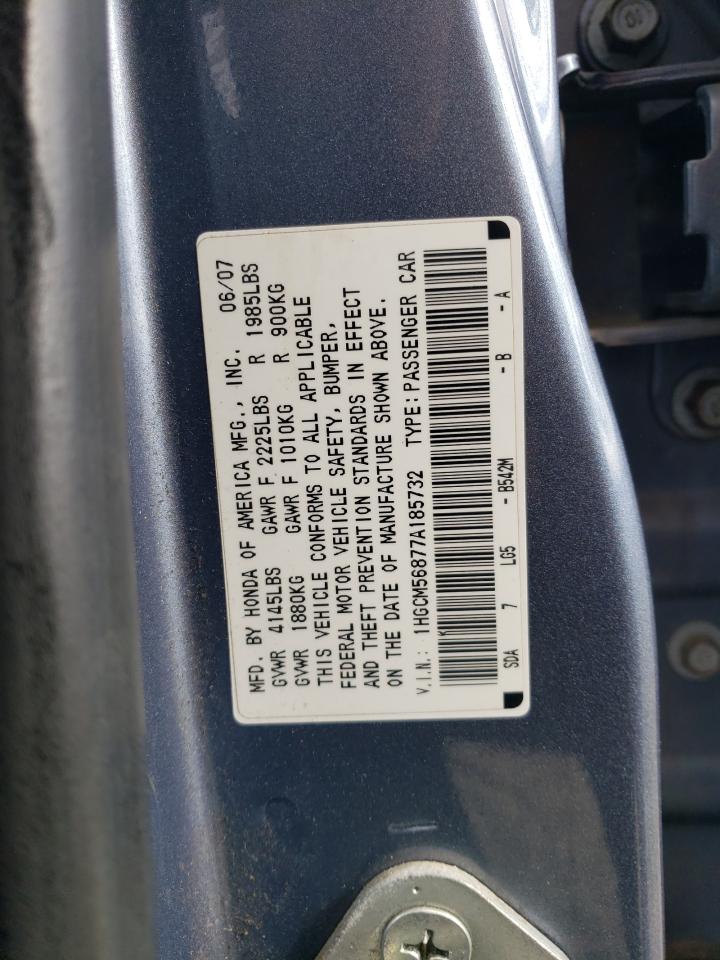 MFD. BY HONDA OF AMERICA MFG., INC. 06/07
GVWR 4145LBS GAWR F 2225LBS R 1985LBS
GVWR 1880KG GAWR F 1010KG R 900KG
THIS VEHICLE CONFORMS TO ALL APPLICABLE
FEDERAL MOTOR VEHICLE SAFETY, BUMPER,
AND THEFT PREVENTION STANDARDS IN EFFECT
ON THE DATE OF MANUFACTURE SHOWN ABOVE.
V.I.N.: 1HGCM56877A185732 TYPE:PASSENGER CAR
K
SDA 7 LG5 - B542M - B - A